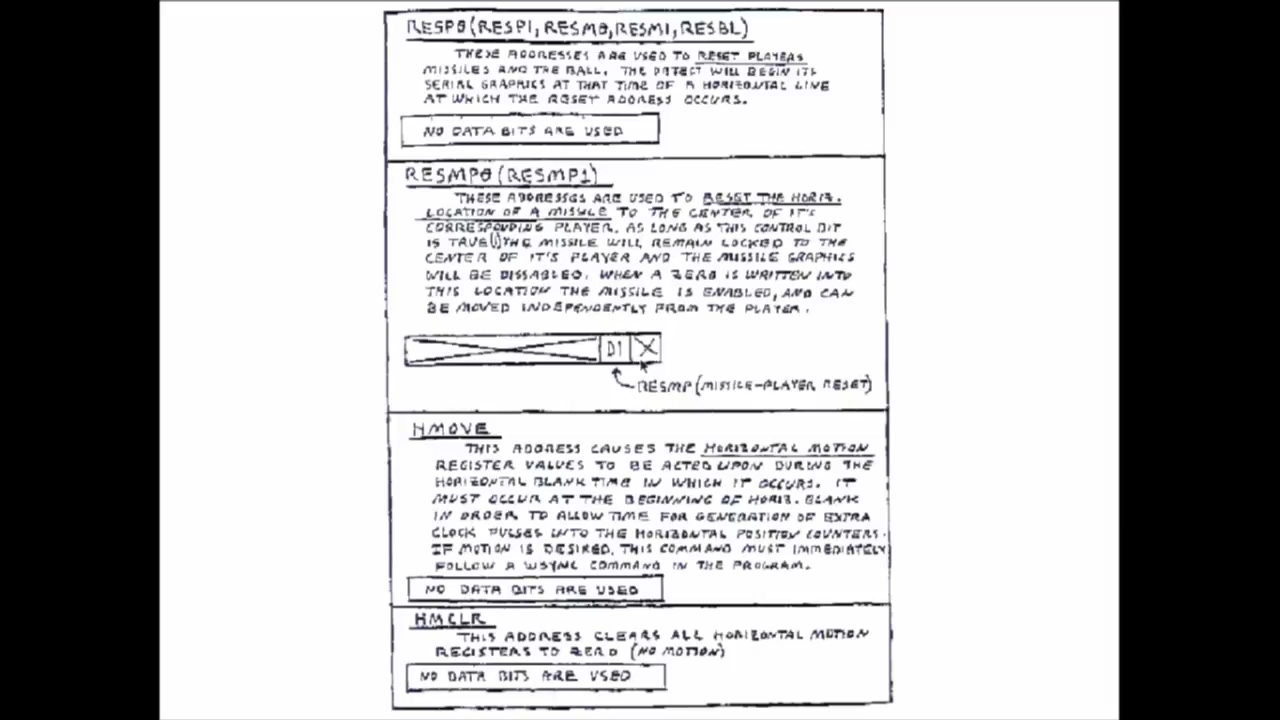 RESP0 (RESP1, RESM0, RESM1, RESBL)
THESE ADDRESSES ARE USED TO RESET PLAYERS
MISSILES AND THE BALL. THE OBJECT WILL BEGIN ITS
SERIAL GRAPHICS AT THAT TIME OF A HORIZONTAL LINE
AT WHICH THE RESET ADDRESS OCCURS.
NO DATA BITS ARE USED
RESMP0 (RESMP1)
THESE ADDRESSES ARE USED TO RESET THE HORIZ.
LOCATION OF A MISSILE TO THE CENTER OF IT'S
CORRESPONDING PLAYER. AS LONG AS THIS CONTROL BIT
IS TRUE(1)THE MISSILE WILL REMAIN LOCKED TO THE
CENTER OF IT'S PLAYER AND THE MISSILE GRAPHICS
WILL BE DISSABLED. WHEN A ZERO IS WRITTEN INTO
THIS LOCATION THE MISSILE IS ENABLED, AND CAN
BE MOVED INDEPENDENTLY FROM THE PLAYER.
D1
RESMP (MISSILE-PLAYER RESET)
HMOVE
THIS ADDRESS CAUSES THE HORIZONTAL MOTION
REGISTER VALUES TO BE ACTED UPON DURING THE
HORIZONTAL BLANK TIME IN WHICH IT OCCURS. IT
MUST OCCUR AT THE BEGINNING OF HORIZ. BLANK
IN ORDER TO ALLOW TIME FOR GENERATION OF EXTRA
CLOCK PULSES INTO THE HORIZONTAL POSITION COUNTERS.
IF MOTION IS DESIRED, THIS COMMAND MUST IMMEDIATELY
FOLLOW A WSYNC COMMAND IN THE PROGRAM.
NO DATA BITS ARE USED
HMCLR
THIS ADDRESS CLEARS ALL HORIZONTAL MOTION
REGISTERS TO ZERO (NO MOTION)
NO DATA BITS ARE USED